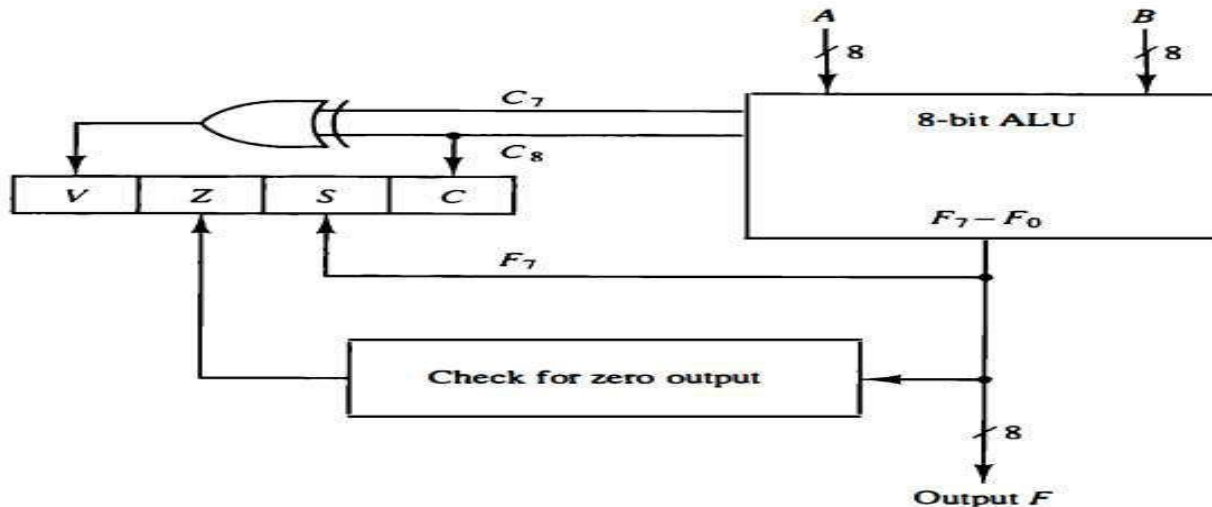 A B
8 8
C₇
8-bit ALU
C₈
V Z S C
F₇ – F₀
F₇
Check for zero output
8
Output F